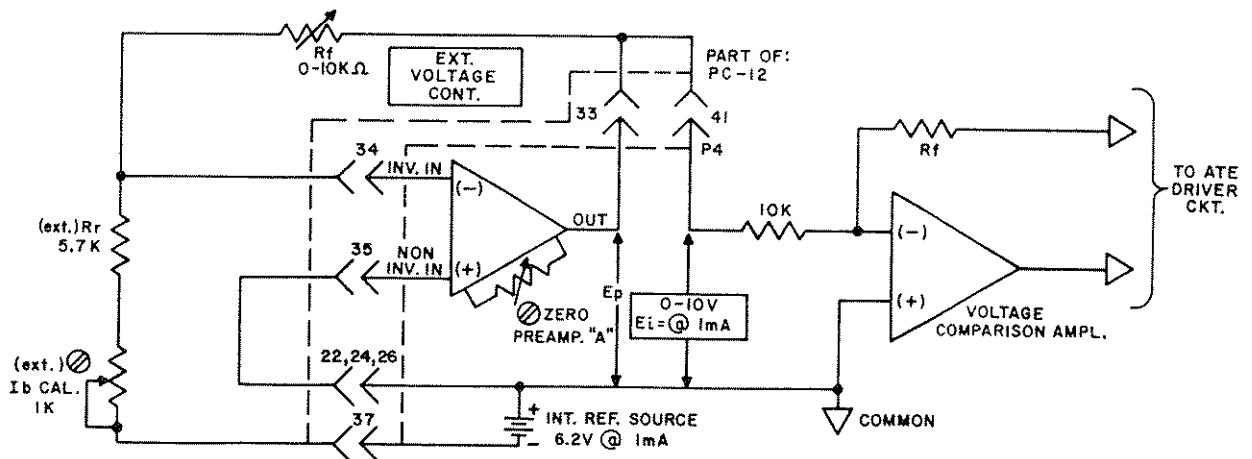 Rf
0-10KΩ
EXT.
VOLTAGE
CONT.
PART OF:
PC-12
33
41
P4
34
INV. IN
(-)
OUT
35
NON
INV. IN
(+)
ZERO
PREAMP. "A"
(ext.) Rr
5.7K
(ext.)
Ib CAL.
1K
22,24,26
37
+
-
INT. REF. SOURCE
6.2V @ 1mA
Ep
0-10V
Ei= @ 1mA
10K
Rf
(-)
(+)
VOLTAGE
COMPARISON AMPL.
COMMON
TO ATE
DRIVER
CKT.